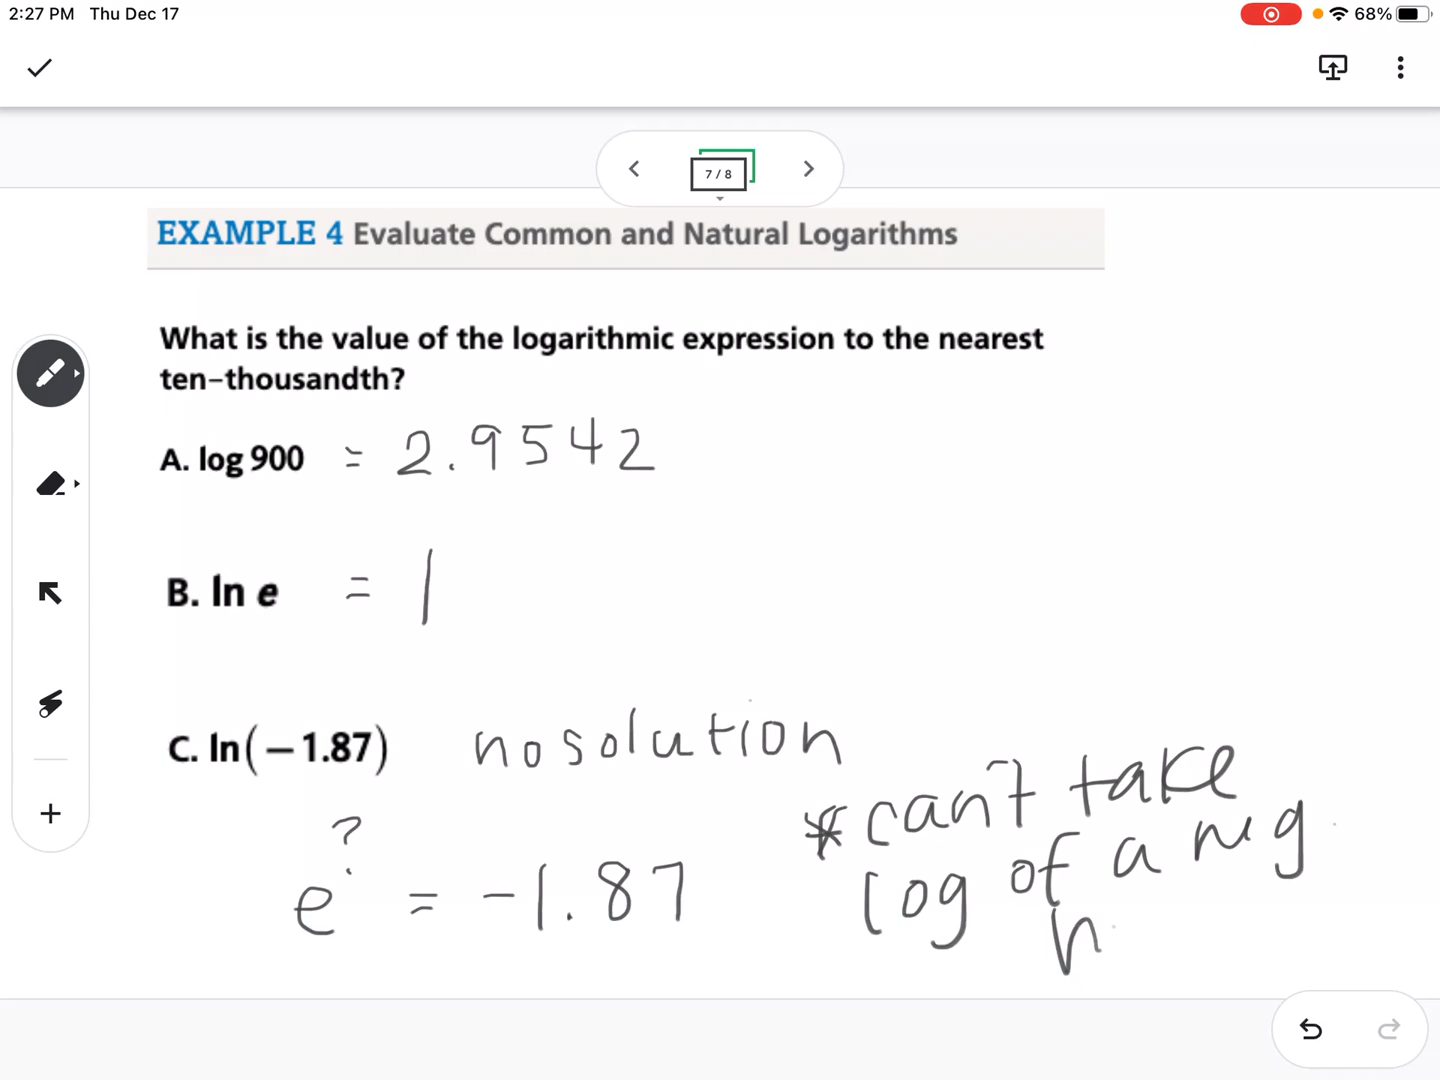 2:27 PM Thu Dec 17
68%
7 / 8
EXAMPLE 4 Evaluate Common and Natural Logarithms
What is the value of the logarithmic expression to the nearest
ten-thousandth?
A. log 900 = 2.9542
B. ln e = 1
C. ln(−1.87) no solution
*can't take
log of a neg
n
e? = -1.87